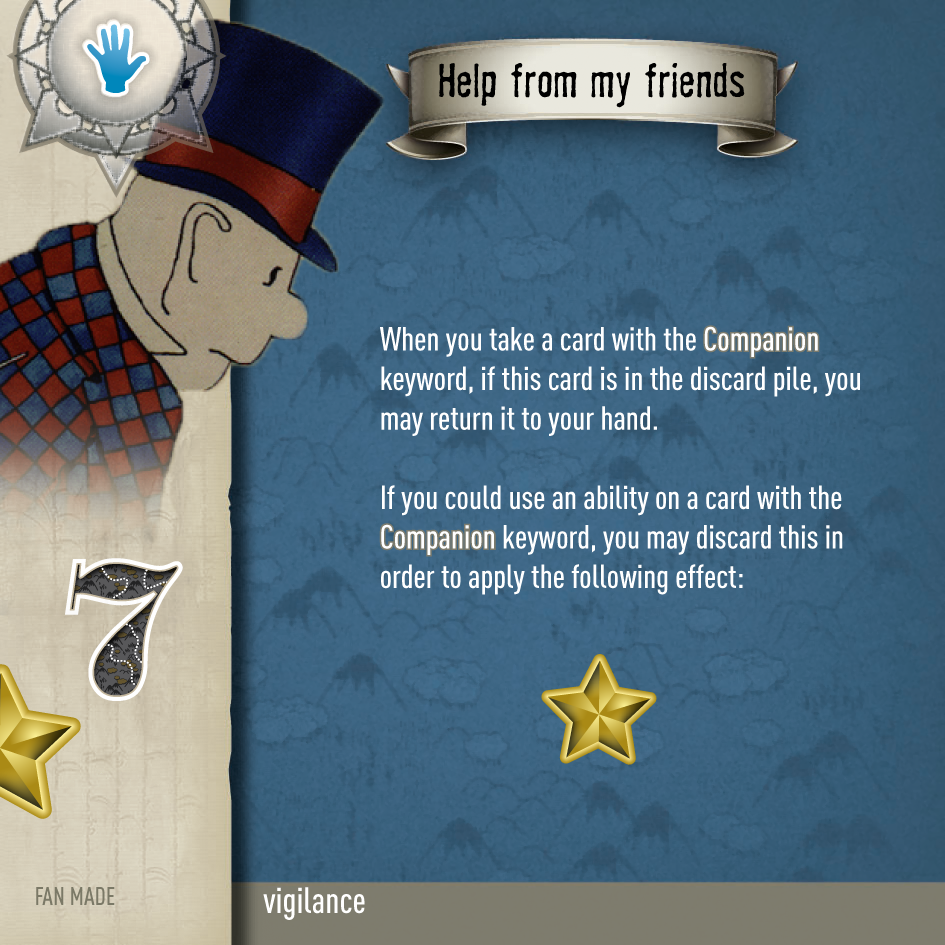 Help from my friends
When you take a card with the Companion
keyword, if this card is in the discard pile, you
may return it to your hand.
If you could use an ability on a card with the
Companion keyword, you may discard this in
order to apply the following effect:
7
FAN MADE
vigilance